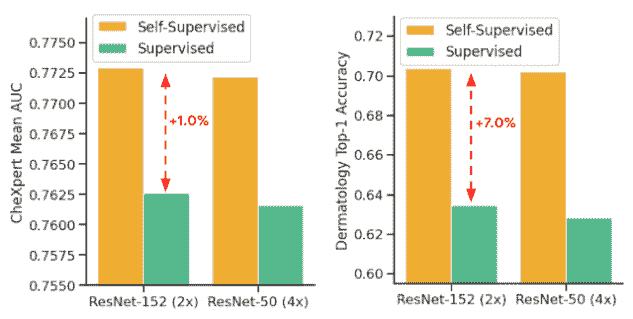 Self-Supervised
Supervised
0.7750
0.7725
0.7700
0.7675
0.7650
0.7625
0.7600
0.7575
0.7550
CheXpert Mean AUC
+1.0%
ResNet-152 (2x) ResNet-50 (4x)
Self-Supervised
Supervised
0.72
0.70
0.68
0.66
0.64
0.62
0.60
Dermatology Top-1 Accuracy
+7.0%
ResNet-152 (2x) ResNet-50 (4x)